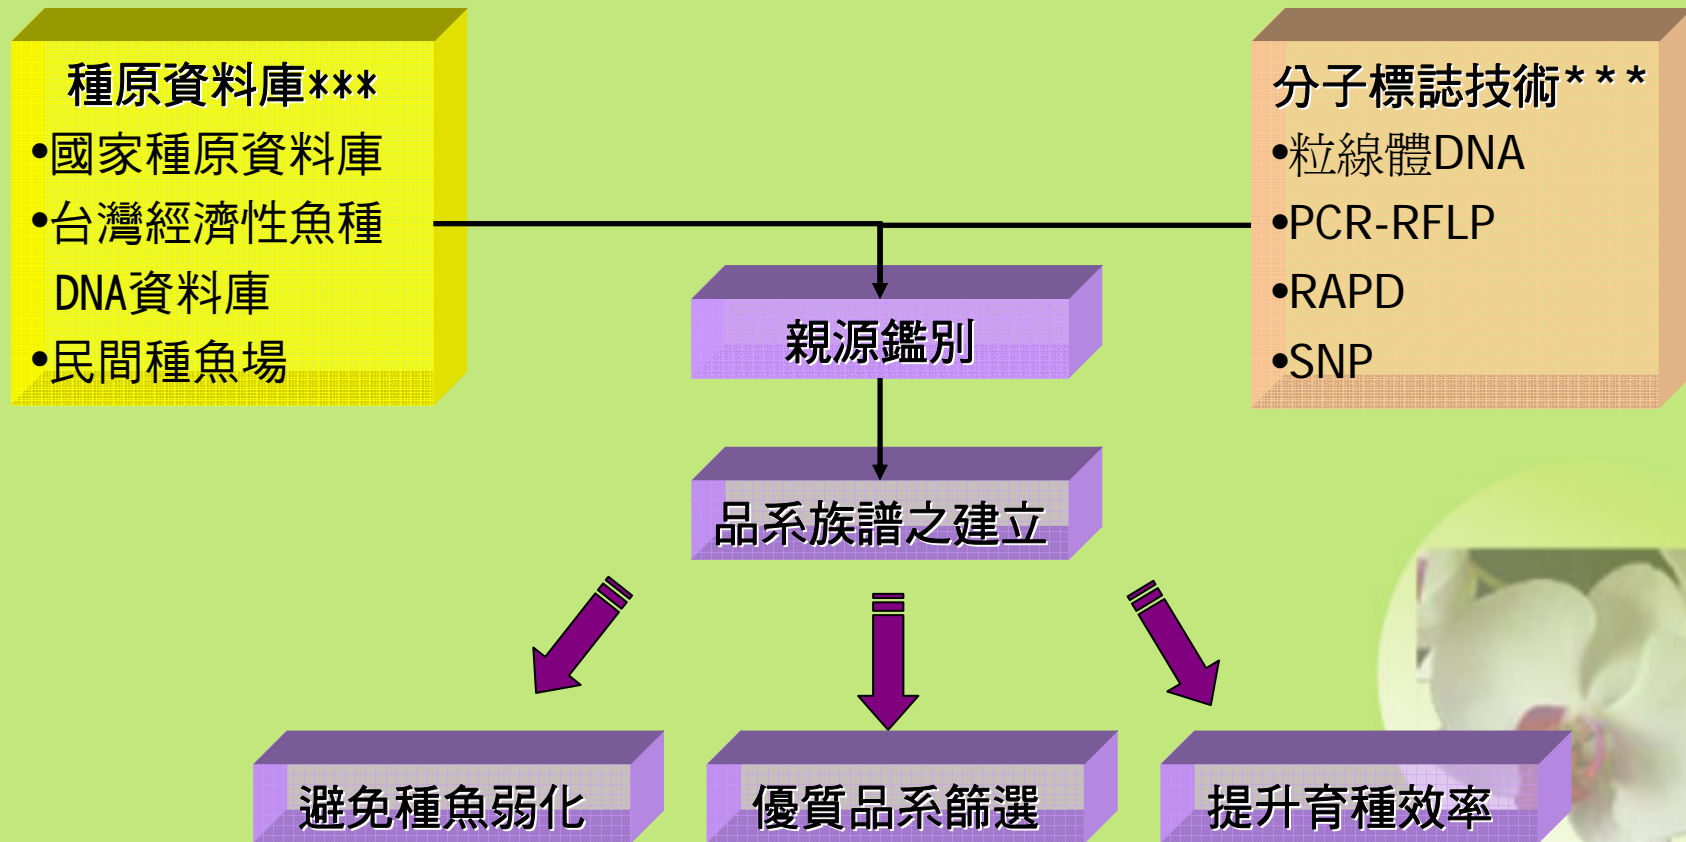 種原資料庫***
•國家種原資料庫
•台灣經濟性魚種
DNA資料庫
•民間種魚場
分子標誌技術***
•粒線體DNA
•PCR-RFLP
•RAPD
•SNP
親源鑑別
品系族譜之建立
避免種魚弱化
優質品系篩選
提升育種效率